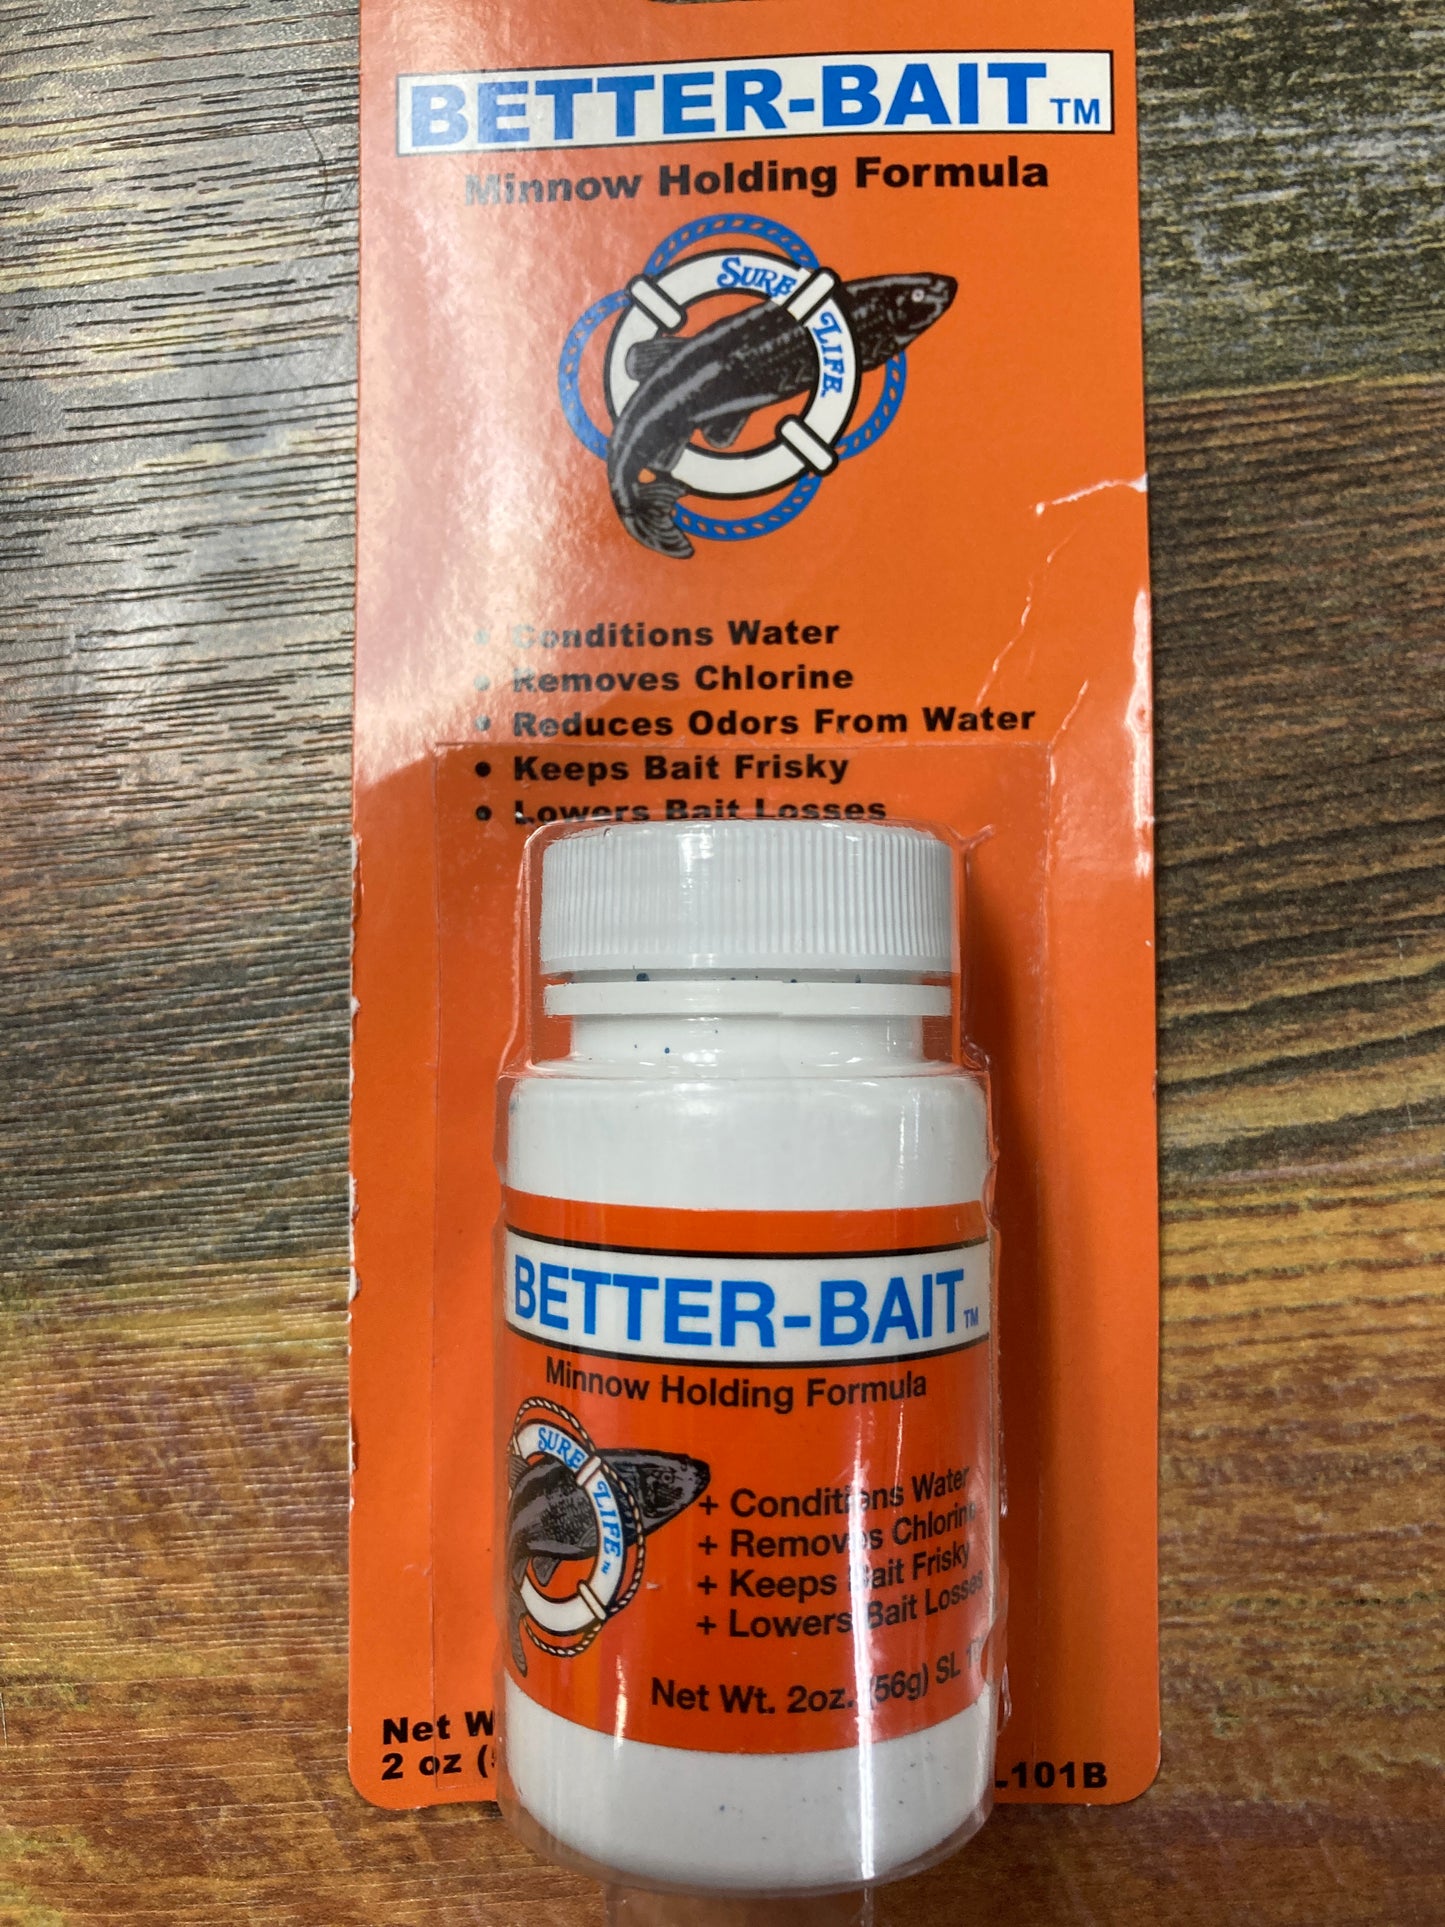 BETTER-BAIT TM
Minnow Holding Formula
SURE
LIFE
• Conditions Water
• Removes Chlorine
• Reduces Odors From Water
• Keeps Bait Frisky
• Lowers Bait Losses
BETTER-BAIT TM
Minnow Holding Formula
SURE
LIFE TM
+ Conditions Water
+ Removes Chlorine
+ Keeps Bait Frisky
+ Lowers Bait Losses
Net Wt. 2oz. (56g) SL
Net W
2 oz (
L101B